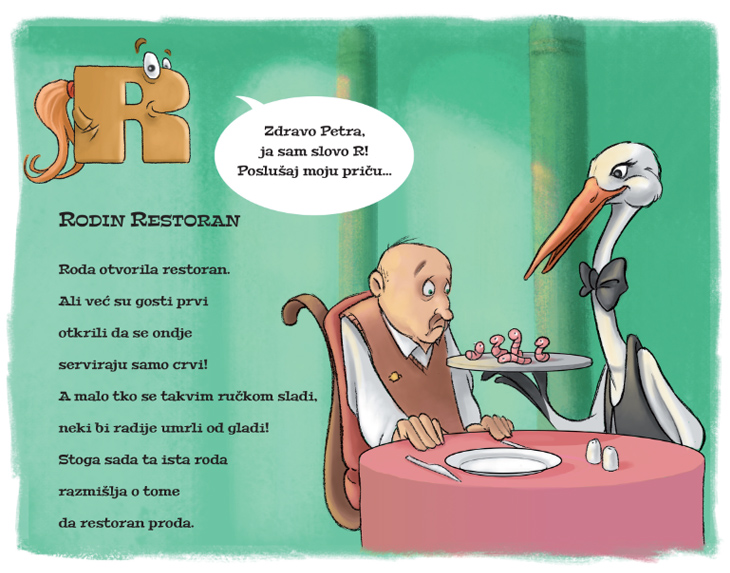 R
Zdravo Petra,
ja sam slovo R!
Poslušaj moju priču...
RODIN RESTORAN
Roda otvorila restoran.
Ali već su gosti prvi
otkrili da se ondje
serviraju samo crvi!
A malo tko se takvim ručkom sladi,
neki bi radije umrli od gladi!
Stoga sada ta ista roda
razmišlja o tome
da restoran proda.